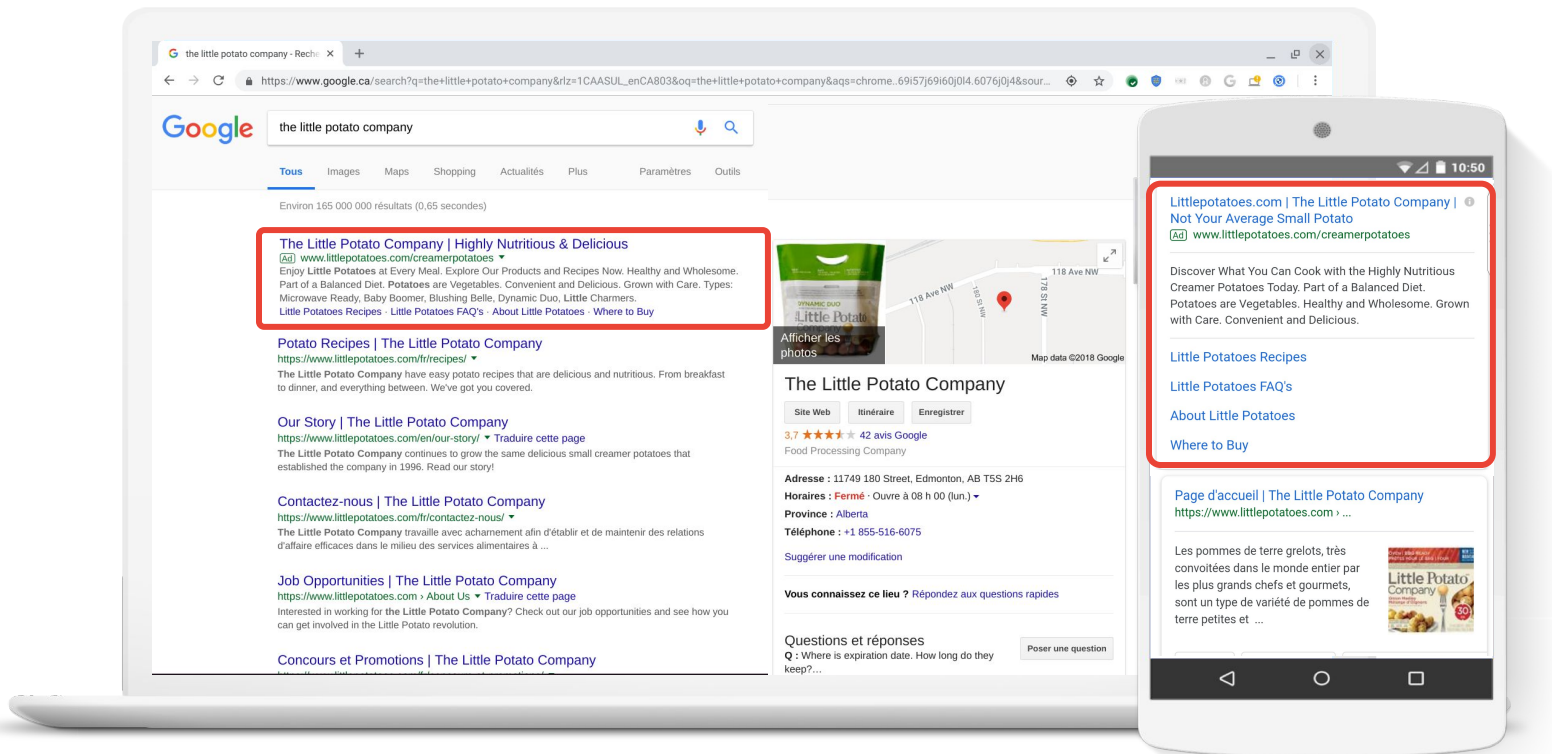 the little potato company - Reche
https://www.google.ca/search?q=the+little+potato+company&rlz=1CAASUL_enCA803&oq=the+little+potato+company&aqs=chrome..69i57j69i60j0l4.6076j0j4&sour...
Google
the little potato company
Tous Images Maps Shopping Actualités Plus Paramètres Outils
Environ 165 000 000 résultats (0,65 secondes)
The Little Potato Company | Highly Nutritious & Delicious
Ad www.littlepotatoes.com/creamerpotatoes
Enjoy Little Potatoes at Every Meal. Explore Our Products and Recipes Now. Healthy and Wholesome.
Part of a Balanced Diet. Potatoes are Vegetables. Convenient and Delicious. Grown with Care. Types:
Microwave Ready, Baby Boomer, Blushing Belle, Dynamic Duo, Little Charmers.
Little Potatoes Recipes · Little Potatoes FAQ's · About Little Potatoes · Where to Buy
Potato Recipes | The Little Potato Company
https://www.littlepotatoes.com/fr/recipes/
The Little Potato Company have easy potato recipes that are delicious and nutritious. From breakfast
to dinner, and everything between. We've got you covered.
Our Story | The Little Potato Company
https://www.littlepotatoes.com/en/our-story/ Traduire cette page
The Little Potato Company continues to grow the same delicious small creamer potatoes that
established the company in 1996. Read our story!
Contactez-nous | The Little Potato Company
https://www.littlepotatoes.com/fr/contactez-nous/
The Little Potato Company travaille avec acharnement afin d'établir et de maintenir des relations
d'affaire efficaces dans le milieu des services alimentaires à ...
Job Opportunities | The Little Potato Company
https://www.littlepotatoes.com › About Us Traduire cette page
Interested in working for the Little Potato Company? Check out our job opportunities and see how you
can get involved in the Little Potato revolution.
Concours et Promotions | The Little Potato Company
DYNAMIC DUO
Little Potato
Company
Afficher les
photos
118 Ave NW
118 Ave NW
180 St NW
178 St NW
Map data ©2018 Google
The Little Potato Company
Site Web Itinéraire Enregistrer
3,7 42 avis Google
Food Processing Company
Adresse : 11749 180 Street, Edmonton, AB T5S 2H6
Horaires : Fermé · Ouvre à 08 h 00 (lun.)
Province : Alberta
Téléphone : +1 855-516-6075
Suggérer une modification
Vous connaissez ce lieu ? Répondez aux questions rapides
Questions et réponses
Poser une question
Q : Where is expiration date. How long do they
keep?...
10:50
Littlepotatoes.com | The Little Potato Company |
Not Your Average Small Potato
Ad www.littlepotatoes.com/creamerpotatoes
Discover What You Can Cook with the Highly Nutritious
Creamer Potatoes Today. Part of a Balanced Diet.
Potatoes are Vegetables. Healthy and Wholesome. Grown
with Care. Convenient and Delicious.
Little Potatoes Recipes
Little Potatoes FAQ's
About Little Potatoes
Where to Buy
Page d'accueil | The Little Potato Company
https://www.littlepotatoes.com › ...
Les pommes de terre grelots, très
convoitées dans le monde entier par
les plus grands chefs et gourmets,
sont un type de variété de pommes de
terre petites et ...
Little Potato
Company
30